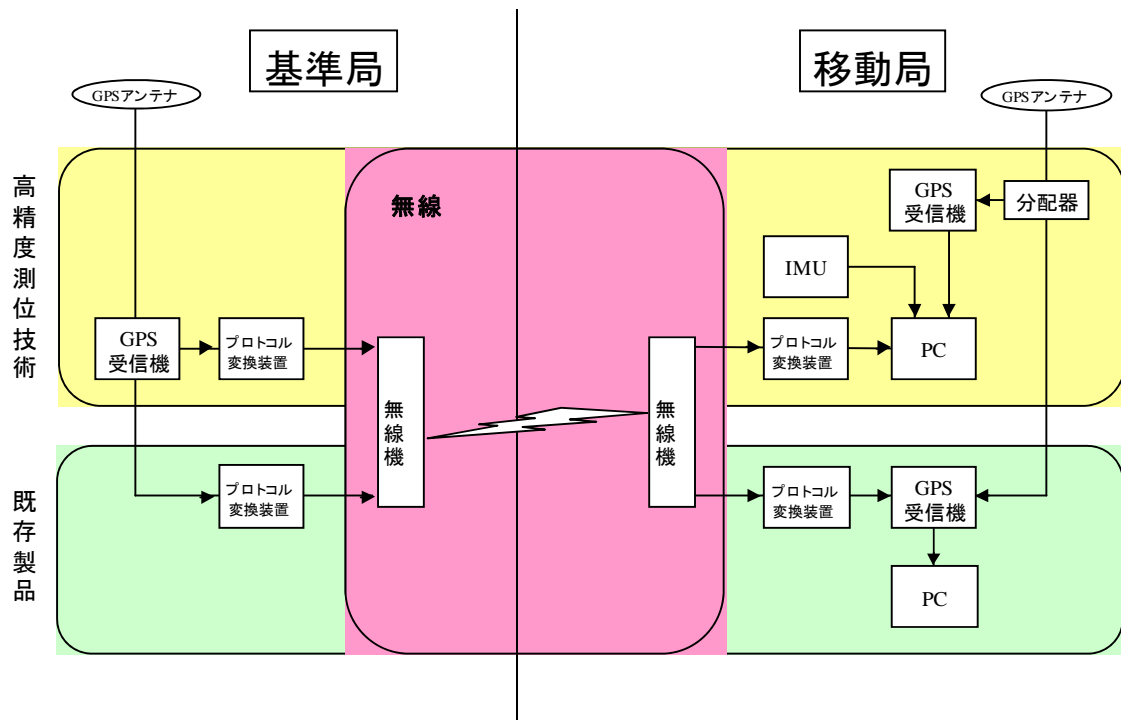 基準局
移動局
GPSアンテナ
GPSアンテナ
高精度測位技術
無線
GPS
受信機
分配器
IMU
GPS
受信機
プロトコル
変換装置
無線機
無線機
プロトコル
変換装置
PC
既存製品
プロトコル
変換装置
プロトコル
変換装置
GPS
受信機
PC